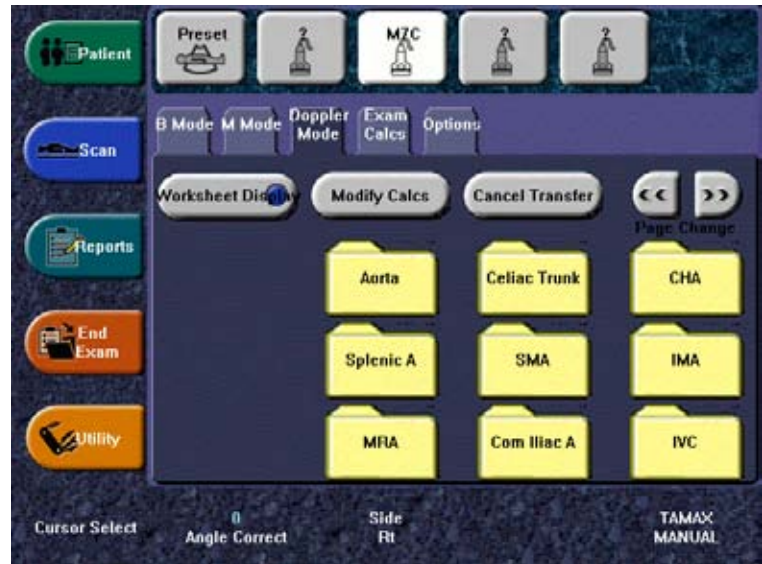 Patient
Preset
?
MZC
?
?
?
?
B Mode
M Mode
Doppler
Mode
Exam
Calcs
Options
Scan
Worksheet Display
Modify Calcs
Cancel Transfer
<<
>>
Page Change
Reports
Aorta
Celiac Trunk
CHA
End
Exam
Splenic A
SMA
IMA
Utility
MRA
Com Iliac A
IVC
Cursor Select
0
Angle Correct
Side
Rt
TAMAX
MANUAL